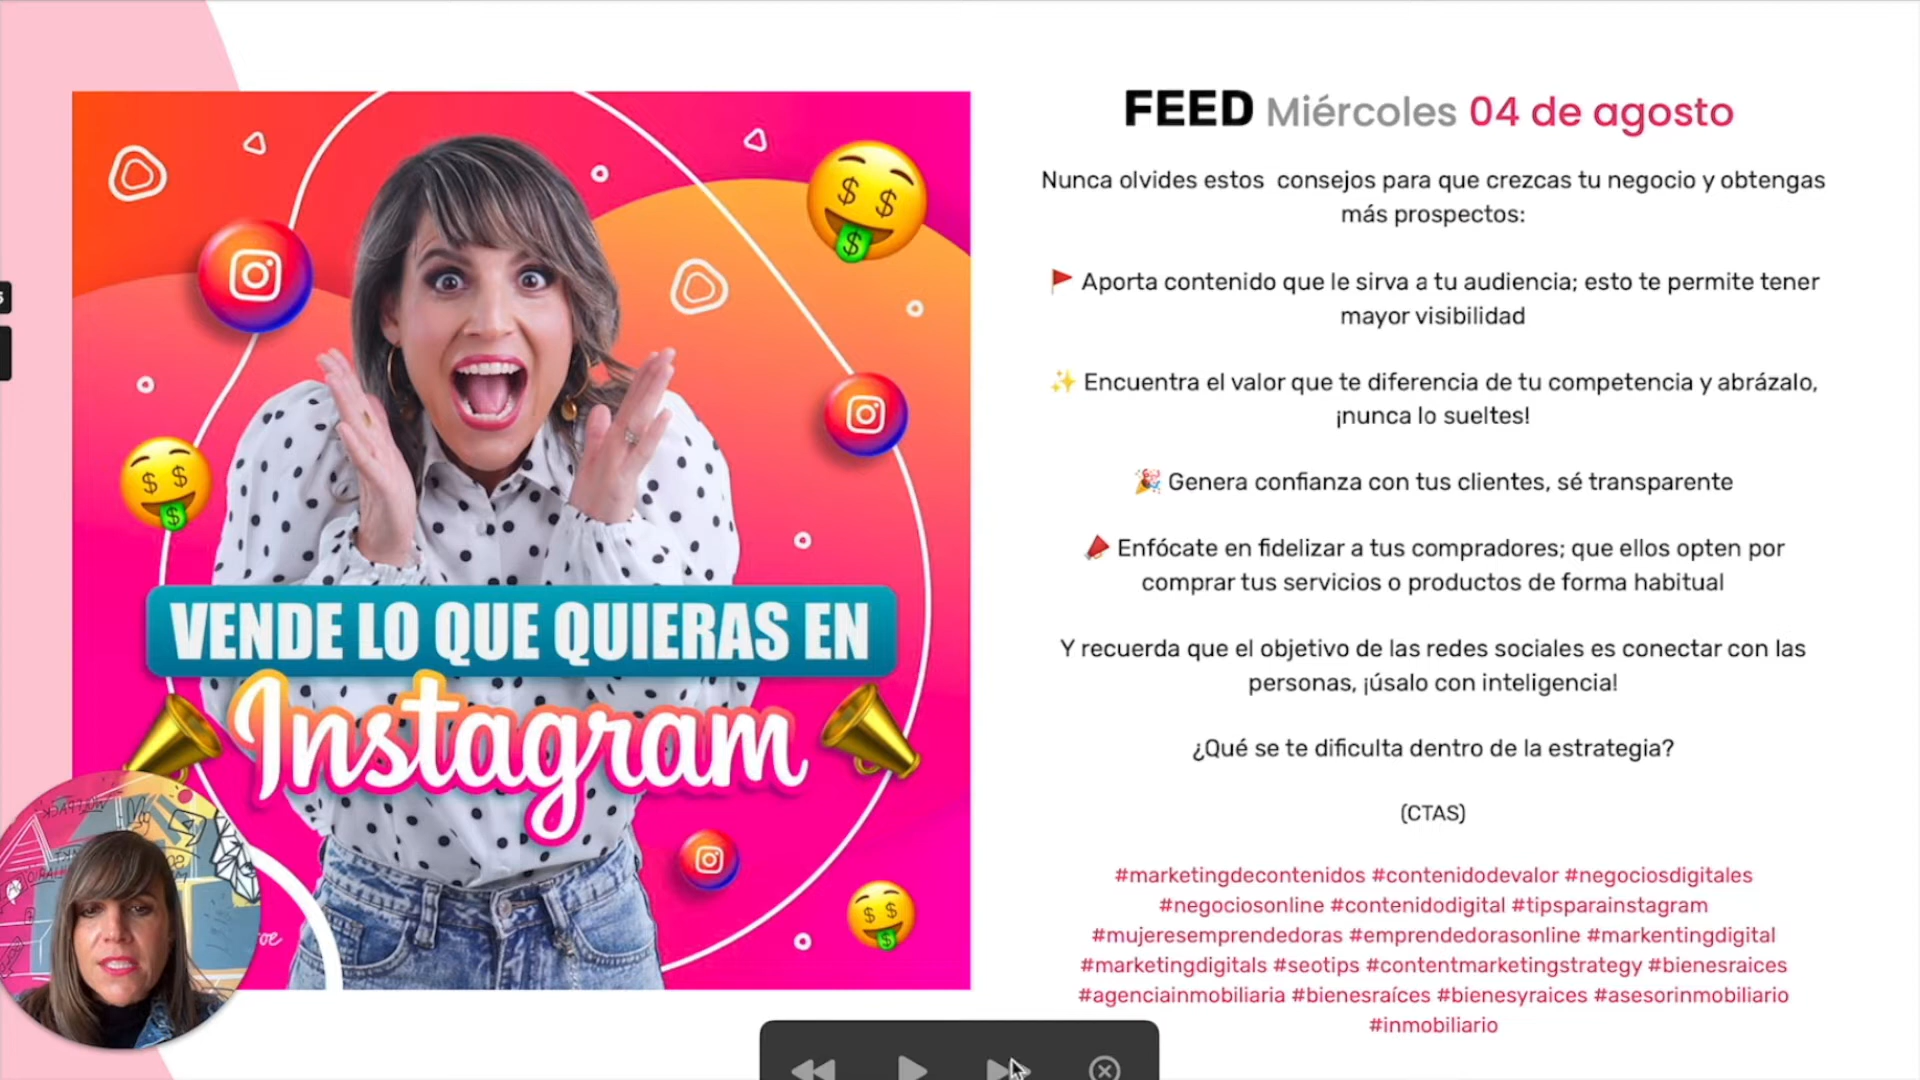 FEED Miércoles 04 de agosto
Nunca olvides estos consejos para que crezcas tu negocio y obtengas
más prospectos:
Aporta contenido que le sirva a tu audiencia; esto te permite tener
mayor visibilidad
Encuentra el valor que te diferencia de tu competencia y abrázalo,
¡nunca lo sueltes!
Genera confianza con tus clientes, sé transparente
Enfócate en fidelizar a tus compradores; que ellos opten por
comprar tus servicios o productos de forma habitual
Y recuerda que el objetivo de las redes sociales es conectar con las
personas, ¡úsalo con inteligencia!
¿Qué se te dificulta dentro de la estrategia?
(CTAS)
#marketingdecontenidos #contenidodevalor #negociosdigitales
#negociosonline #contenidodigital #tipsparainstagram
#mujeresemprendedoras #emprendedorasonline #markentingdigital
#marketingdigitals #seotips #contentmarketingstrategy #bienesraices
#agenciainmobiliaria #bienesraíces #bienesyraices #asesorinmobiliario
#inmobiliario
VENDE LO QUE QUIERAS EN
Instagram